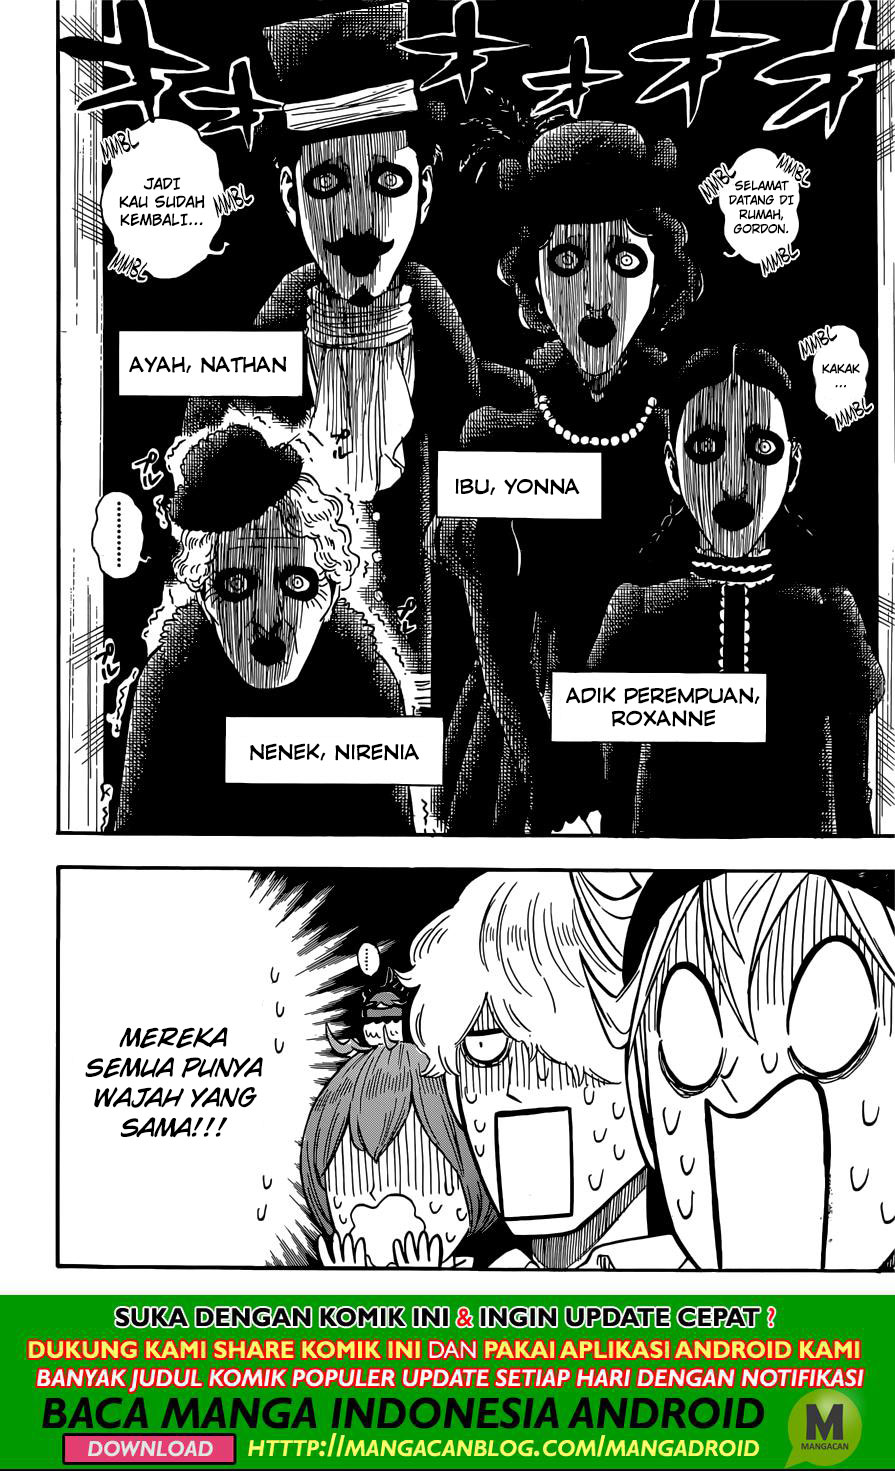 MMBL
JADI
KAU SUDAH
KEMBALI...
MMBL
MMBL
MMBL
SELAMAT
DATANG DI
RUMAH,
GORDON.
MMBL
MMBL
AYAH, NATHAN
MMBL
KAKAK
...
MMBL
IBU, YONNA
..........
NENEK, NIRENIA
ADIK PEREMPUAN,
ROXANNE
MEREKA
SEMUA PUNYA
WAJAH YANG
SAMA!!!
SUKA DENGAN KOMIK INI & INGIN UPDATE CEPAT ?
DUKUNG KAMI SHARE KOMIK INI DAN PAKAI APLIKASI ANDROID KAMI
BANYAK JUDUL KOMIK POPULER UPDATE SETIAP HARI DENGAN NOTIFIKASI
BACA MANGA INDONESIA ANDROID
M
MANGACAN
DOWNLOAD HTTTP://MANGACANBLOG.COM/MANGADROID